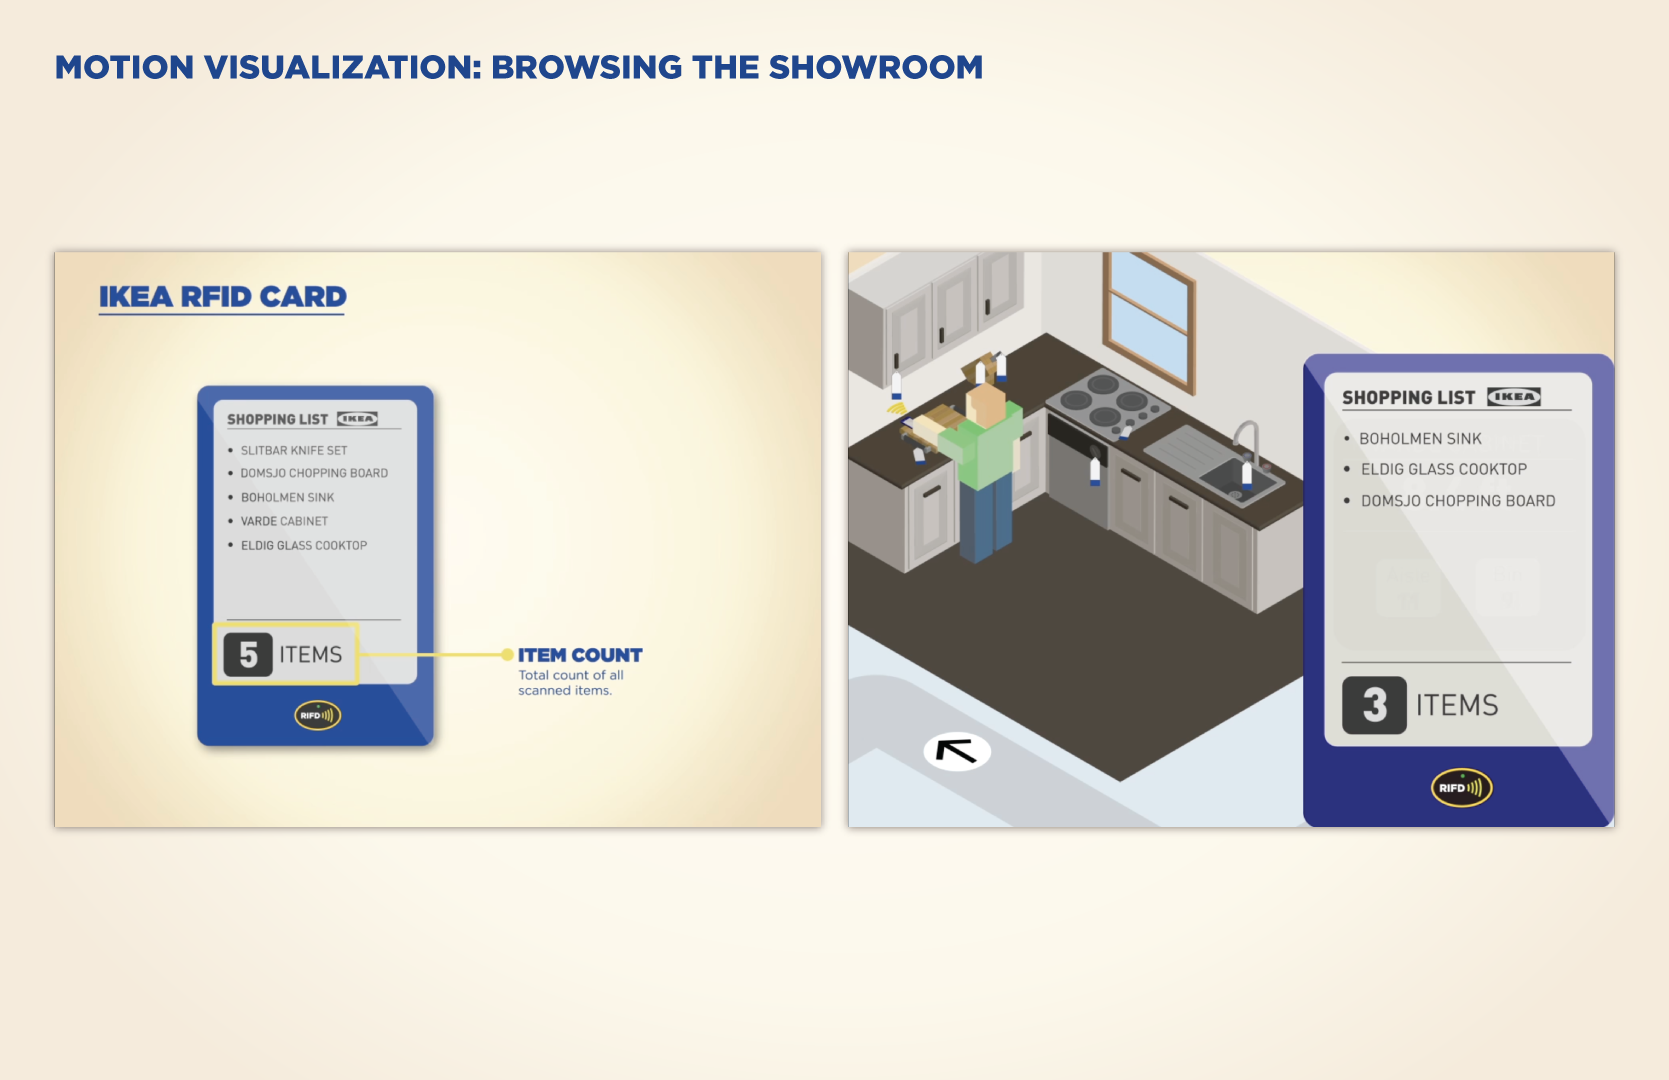 MOTION VISUALIZATION: BROWSING THE SHOWROOM
IKEA RFID CARD
SHOPPING LIST IKEA
• SLITBAR KNIFE SET
• DOMSJO CHOPPING BOARD
• BOHOLMEN SINK
• VARDE CABINET
• ELDIG GLASS COOKTOP
5 ITEMS
RIFD
ITEM COUNT
Total count of all
scanned items.
SHOPPING LIST IKEA
• BOHOLMEN SINK
• ELDIG GLASS COOKTOP
• DOMSJO CHOPPING BOARD
3 ITEMS
RIFD